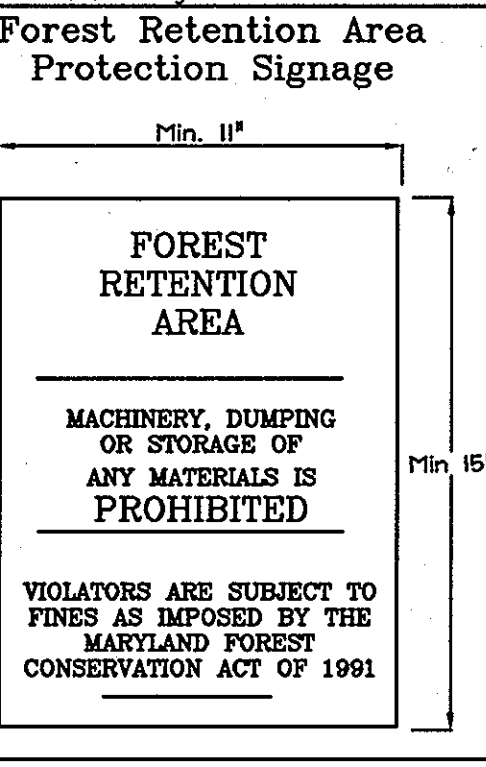 Forest Retention Area
Protection Signage
Min. 11"
FOREST
RETENTION
AREA
MACHINERY, DUMPING
OR STORAGE OF
ANY MATERIALS IS
PROHIBITED
Min 15
VIOLATORS ARE SUBJECT TO
FINES AS IMPOSED BY THE
MARYLAND FOREST
CONSERVATION ACT OF 1991